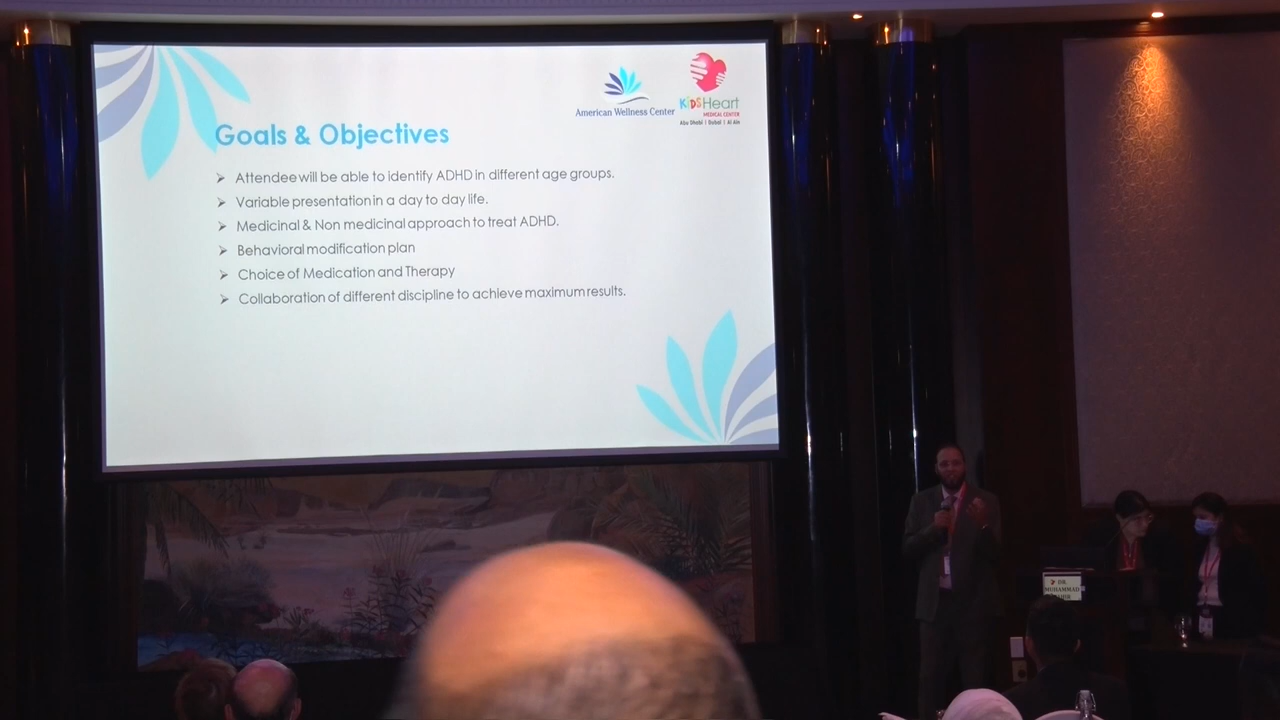 American Wellness Center
KiDS Heart
MEDICAL CENTER
Abu Dhabi | Dubai | Al Ain
Goals & Objectives
Attendee will be able to identify ADHD in different age groups.
Variable presentation in a day to day life.
Medicinal & Non medicinal approach to treat ADHD.
Behavioral modification plan
Choice of Medication and Therapy
Collaboration of different discipline to achieve maximum results.
DR.
MUHAMMAD